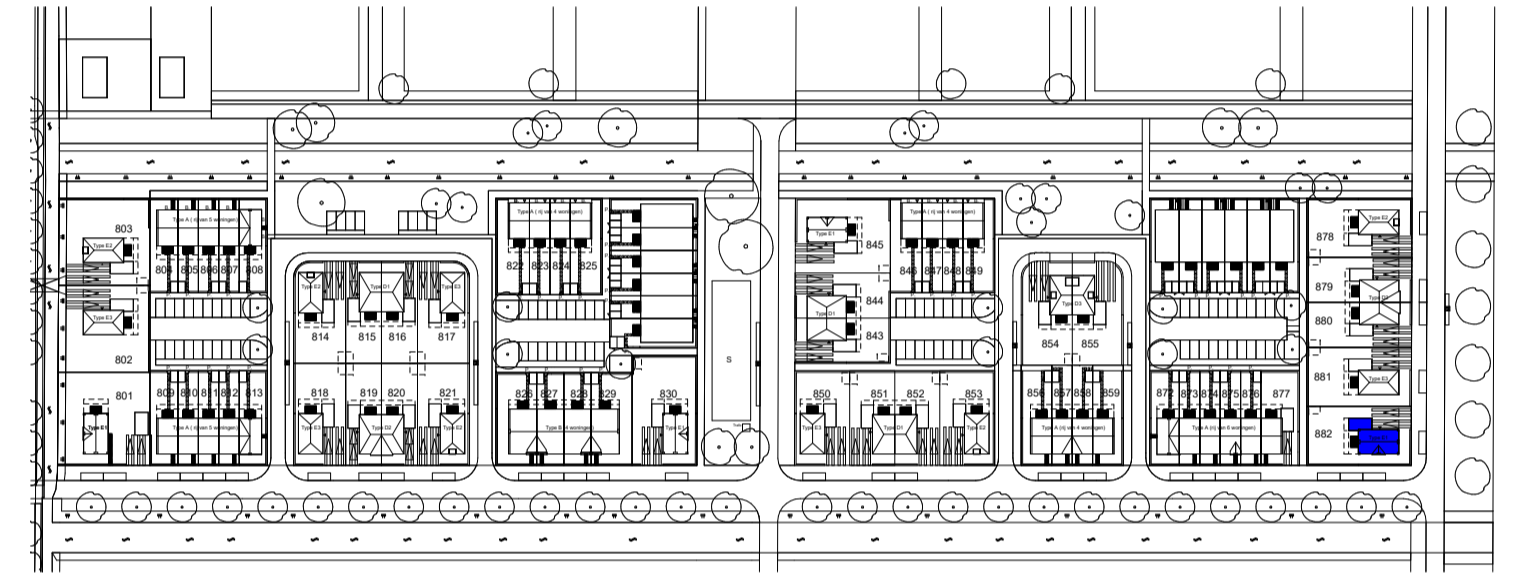 803
Type E2
Type A ( rij van 5 woningen)
804 805 806 807 808
Type E3
802
801
Type E1
809 810 811 812 813
Type A ( rij van 5 woningen)
Type E2
Type D1
Type E3
814
815 816
817
818
819 820
821
Type E3
Type D2
Type E2
Type A ( rij van 4 woningen)
822 823 824 825
826 827 828 829
830
Type E1
S
Type E1
845
Type A ( rij van 4 woningen)
846 847 848 849
844
Type D1
843
850
851 852
853
Type E3
Type D1
Type E2
Type D3
854 855
856 857 858 859
Type A (rij van 4 woningen)
872 873 874 875 876 877
Type A (rij van 6 woningen)
878
Type E2
879
880
881
Type E3
882